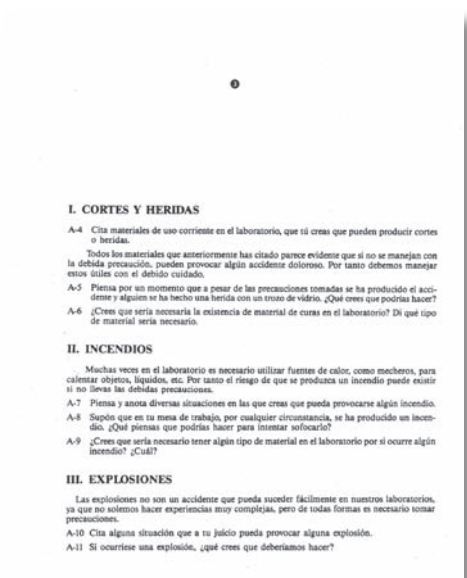 3
I. CORTES Y HERIDAS
A-4 Cita materiales de uso corriente en el laboratorio, que tú creas que pueden producir cortes
o heridas.
Todos los materiales que anteriormente has citado parece evidente que si no se manejan con
la debida precaución, pueden provocar algún accidente doloroso. Por tanto debemos manejar
estos útiles con el debido cuidado.
A-5 Piensa por un momento que a pesar de las precauciones tomadas se ha producido el acci-
dente y alguien se ha hecho una herida con un trozo de vidrio. ¿Qué crees que podrías hacer?
A-6 ¿Crees que sería necesaria la existencia de material de curas en el laboratorio? Di qué tipo
de material sería necesario.
II. INCENDIOS
Muchas veces en el laboratorio es necesario utilizar fuentes de calor, como mecheros, para
calentar objetos, líquidos, etc. Por tanto el riesgo de que se produzca un incendio puede existir
si no llevas las debidas precauciones.
A-7 Piensa y anota diversas situaciones en las que creas que pueda provocarse algún incendio.
A-8 Supón que en tu mesa de trabajo, por cualquier circunstancia, se ha producido un incen-
dio. ¿Qué piensas que podrías hacer para intentar sofocarlo?
A-9 ¿Crees que sería necesario tener algún tipo de material en el laboratorio por si ocurre algún
incendio? ¿Cuál?
III. EXPLOSIONES
Las explosiones no son un accidente que pueda suceder fácilmente en nuestros laboratorios,
ya que no solemos hacer experiencias muy complejas, pero de todas formas es necesario tomar
precauciones.
A-10 Cita alguna situación que a tu juicio pueda provocar alguna explosión.
A-11 Si ocurriese una explosión, ¿qué crees que deberíamos hacer?